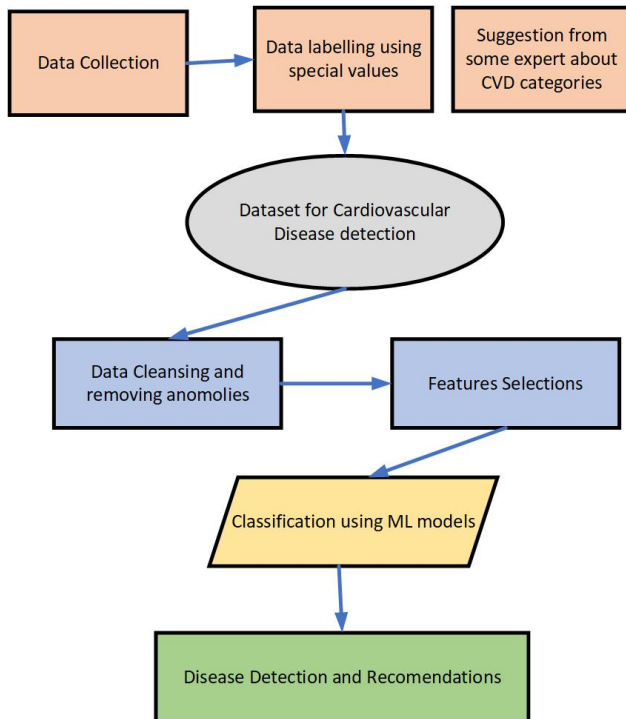 Data Collection
Data labelling using
special values
Suggestion from
some expert about
CVD categories
Dataset for Cardiovascular
Disease detection
Data Cleansing and
removing anomolies
Features Selections
Classification using ML models
Disease Detection and Recomendations